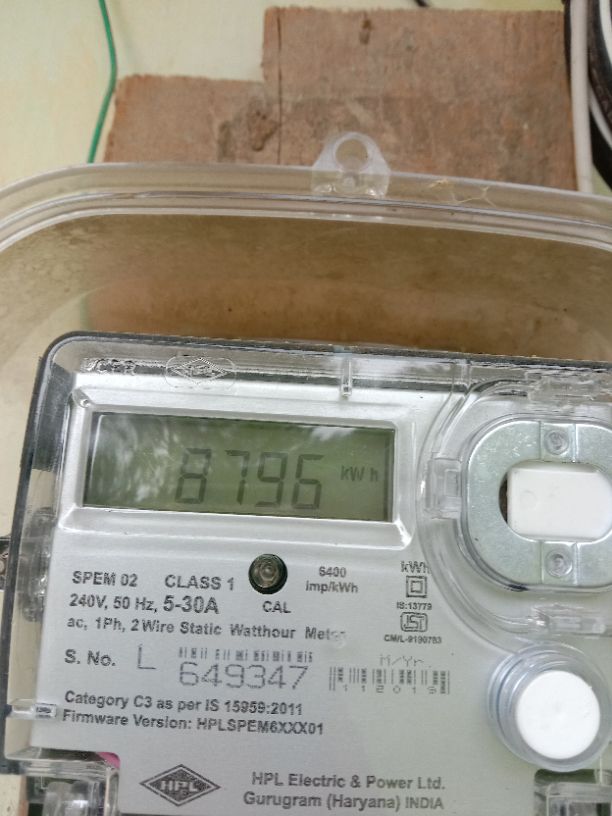 8796 kWh
SPEM 02 CLASS 1
6400 imp/kWh
kWh
240V, 50 Hz, 5-30A
CAL
IS:13779
ISI
CM/L-9190783
ac, 1Ph, 2 Wire Static Watthour Meter
S. No. L 649347
M/Yr.
112019
Category C3 as per IS 15959:2011
Firmware Version: HPLSPEM6XXX01
HPL
HPL Electric & Power Ltd.
Gurugram (Haryana) INDIA